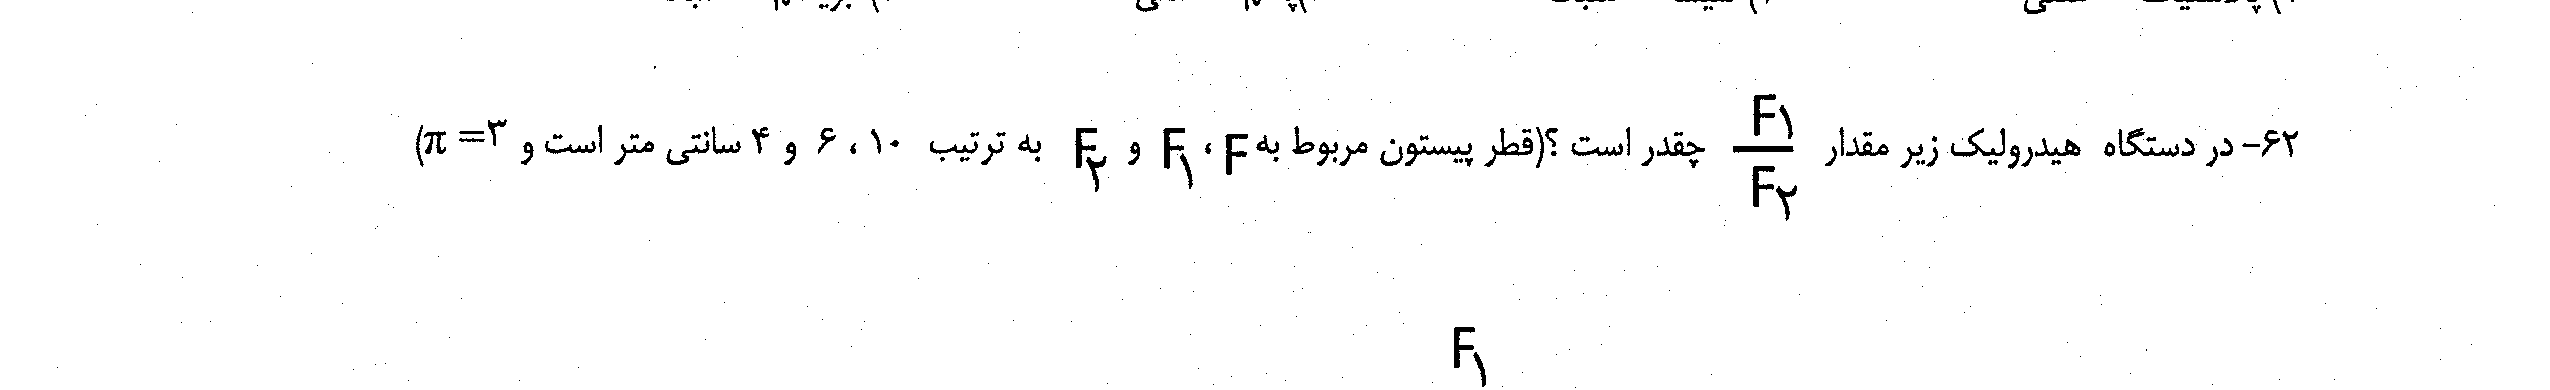 ۶۲- در دستگاه هیدرولیک زیر مقدار F۱/F۲ چقدر است ؟(قطر پیستون مربوط به F ، F۱ و F۲ به ترتیب ۱۰ ، ۶ و ۴ سانتی متر است و π = ۳)
F۱